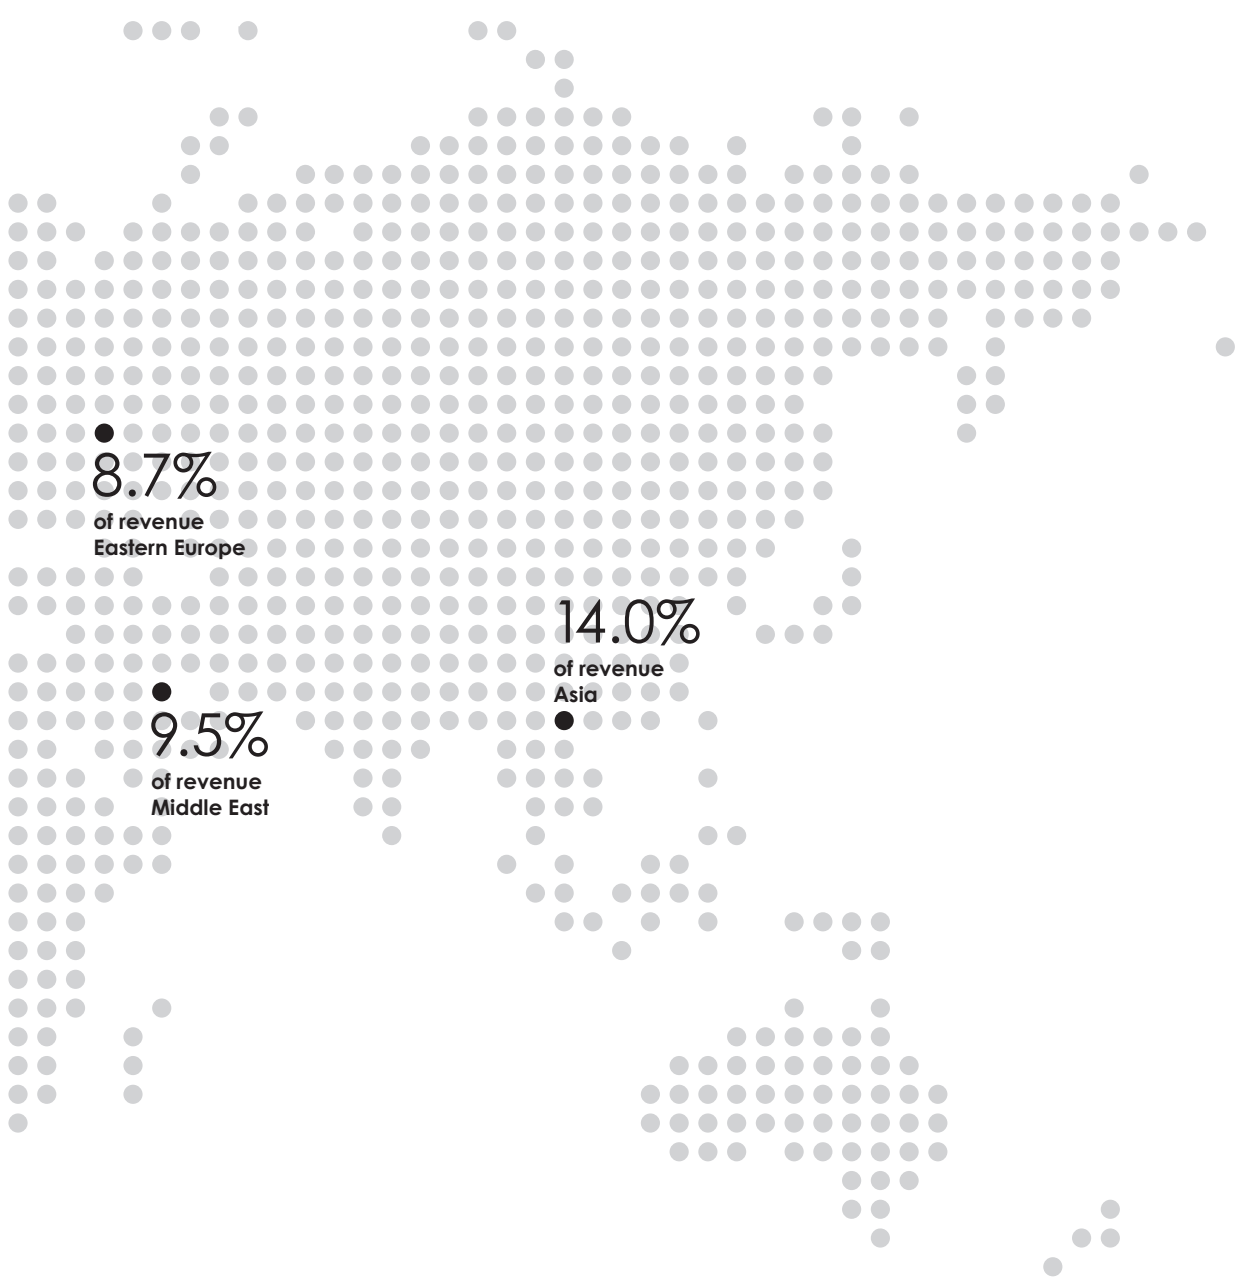 8.7%
of revenue
Eastern Europe
14.0%
of revenue
Asia
9.5%
of revenue
Middle East